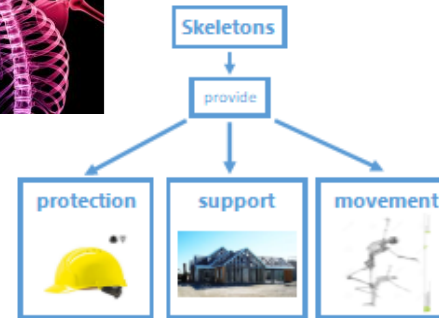 Skeletons
provide
protection
support
movement